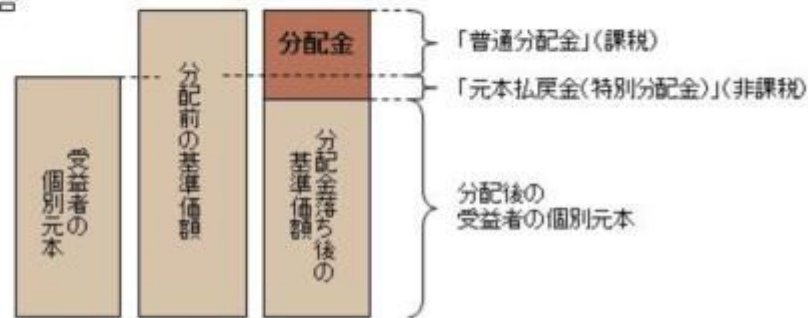 受益者の
個別元本
分配前の基準価額
分配金
分配金落ち後の
基準価額
「普通分配金」(課税)
「元本払戻金(特別分配金)」(非課税)
分配後の
受益者の個別元本